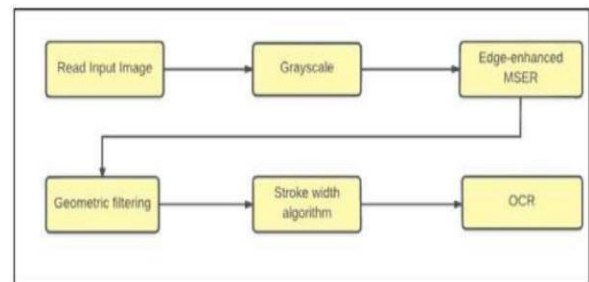 Read Input Image
Grayscale
Edge-enhanced
MSER
Geometric filtering
Stroke width
algorithm
OCR